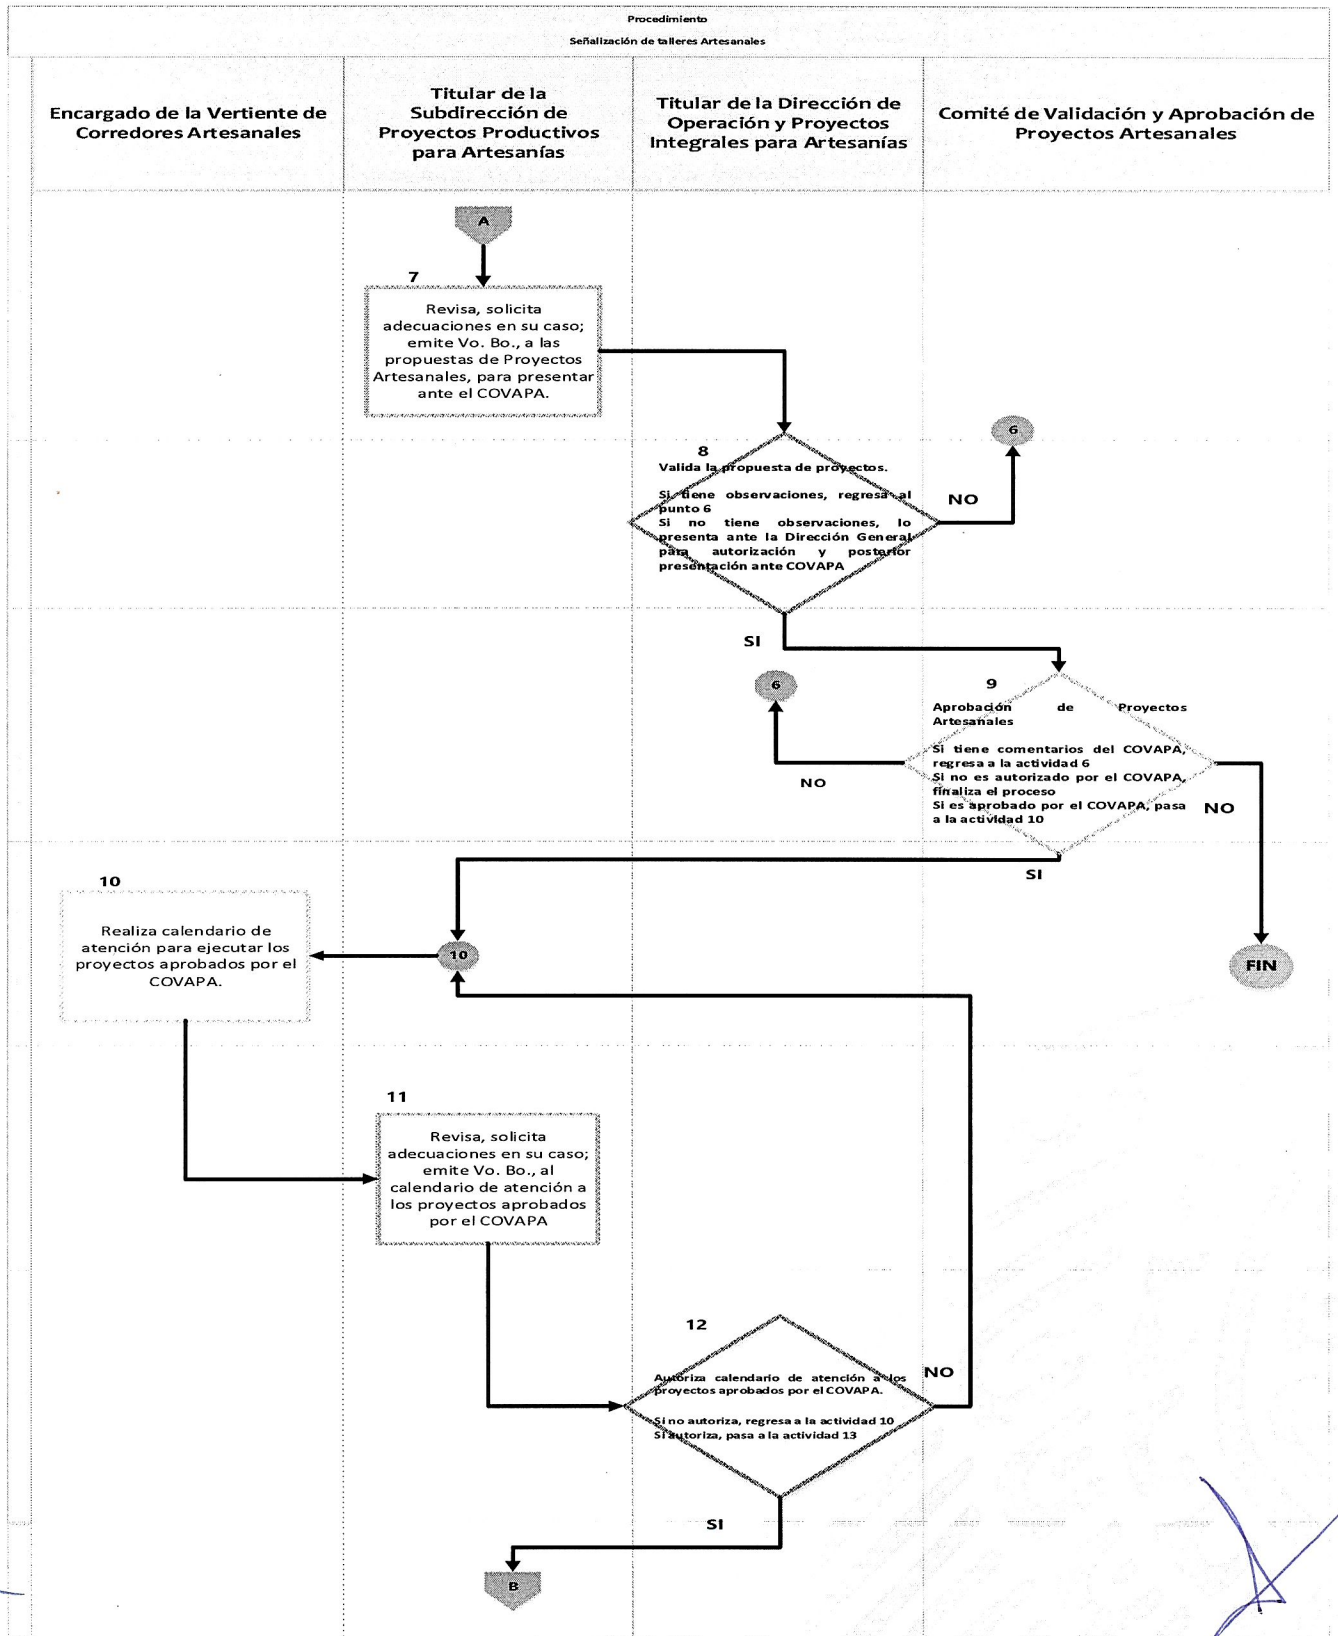 Procedimiento
Señalización de talleres Artesanales
Encargado de la Vertiente de
Corredores Artesanales
Titular de la
Subdirección de
Proyectos Productivos
para Artesanías
Titular de la Dirección de
Operación y Proyectos
Integrales para Artesanías
Comité de Validación y Aprobación de
Proyectos Artesanales
A
7
Revisa, solicita
adecuaciones en su caso;
emite Vo. Bo., a las
propuestas de Proyectos
Artesanales, para presentar
ante el COVAPA.
6
8
Valida la propuesta de proyectos.
Si tiene observaciones, regresa al
punto 6
Si no tiene observaciones, lo
presenta ante la Dirección General
para autorización y posterior
presentación ante COVAPA
NO
SI
6
9
Aprobación de Proyectos
Artesanales
Si tiene comentarios del COVAPA,
regresa a la actividad 6
Si no es autorizado por el COVAPA,
finaliza el proceso
Si es aprobado por el COVAPA, pasa
a la actividad 10
NO
NO
SI
10
Realiza calendario de
atención para ejecutar los
proyectos aprobados por el
COVAPA.
10
FIN
11
Revisa, solicita
adecuaciones en su caso;
emite Vo. Bo., al
calendario de atención a
los proyectos aprobados
por el COVAPA
12
Autoriza calendario de atención a los
proyectos aprobados por el COVAPA.
Si no autoriza, regresa a la actividad 10
Si autoriza, pasa a la actividad 13
NO
SI
B